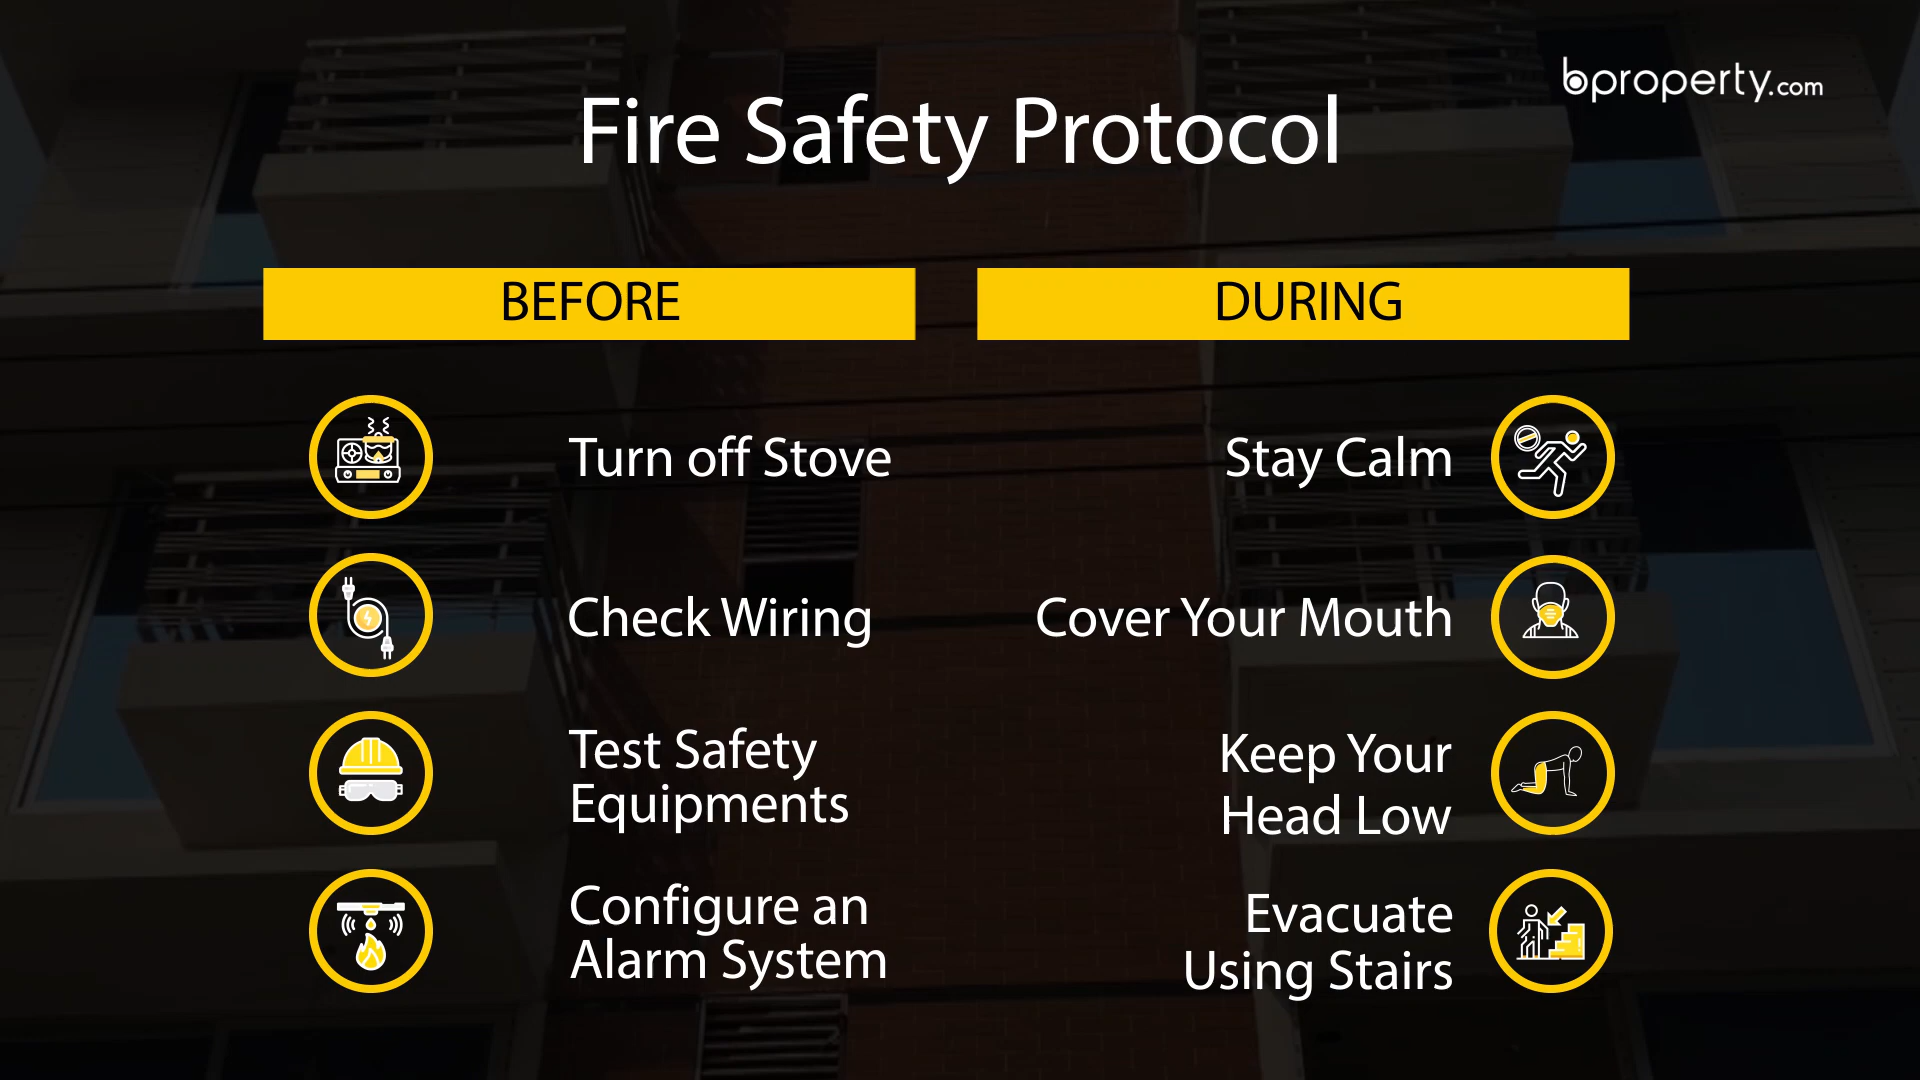 bproperty.com
Fire Safety Protocol
BEFORE
Turn off Stove
Check Wiring
Test Safety
Equipments
Configure an
Alarm System
DURING
Stay Calm
Cover Your Mouth
Keep Your
Head Low
Evacuate
Using Stairs